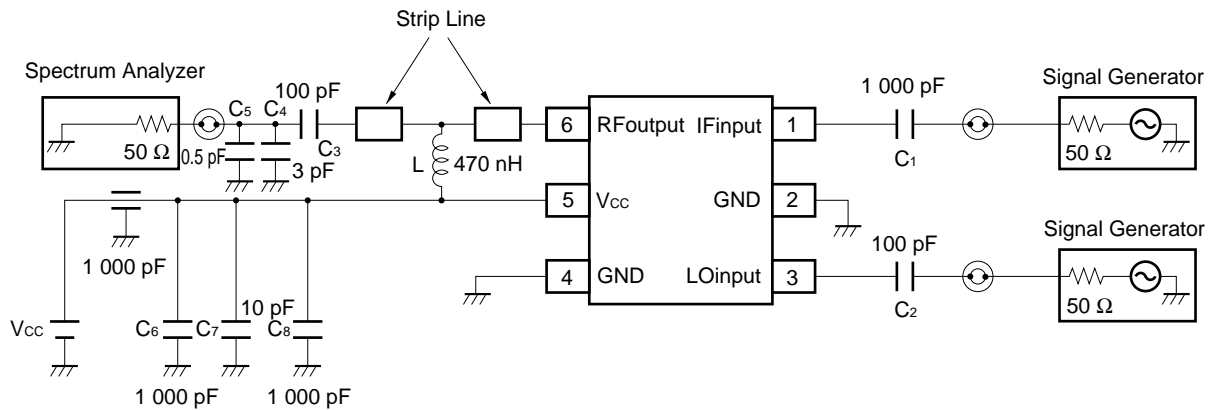 Strip Line
Spectrum Analyzer
100 pF
1 000 pF
Signal Generator
C5 C4
C3
6 RFoutput IFinput 1
50 Ω
0.5 pF
3 pF
L 470 nH
C1
50 Ω
5 VCC GND 2
Signal Generator
1 000 pF
100 pF
4 GND LOinput 3
C2
50 Ω
VCC
C6 C7 10 pF C8
1 000 pF 1 000 pF